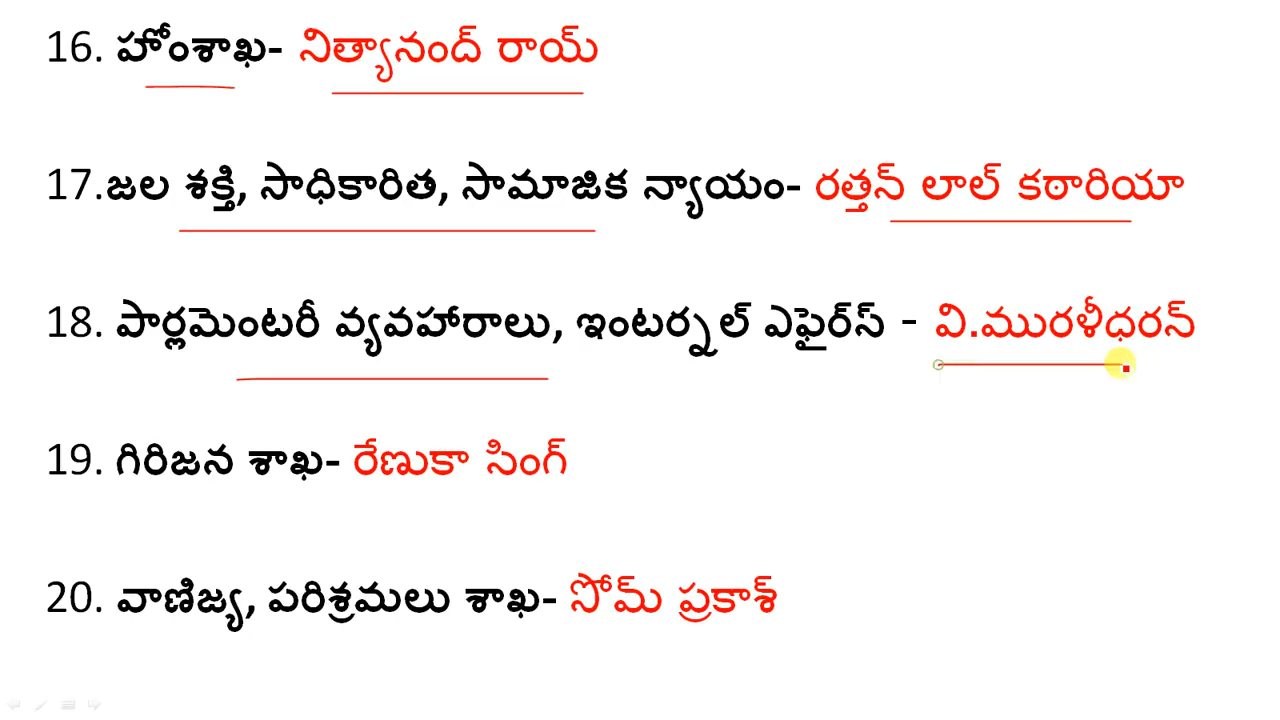 16. హోంశాఖ- నిత్యానంద్ రాయ్
17.జల శక్తి, సాధికారిత, సామాజిక న్యాయం- రత్తన్ లాల్ కఠారియా
18. పార్లమెంటరీ వ్యవహారాలు, ఇంటర్నల్ ఎఫైర్స్ - వి.మురళీధరన్
19. గిరిజన శాఖ- రేణుకా సింగ్
20. వాణిజ్య, పరిశ్రమలు శాఖ- సోమ్ ప్రకాశ్